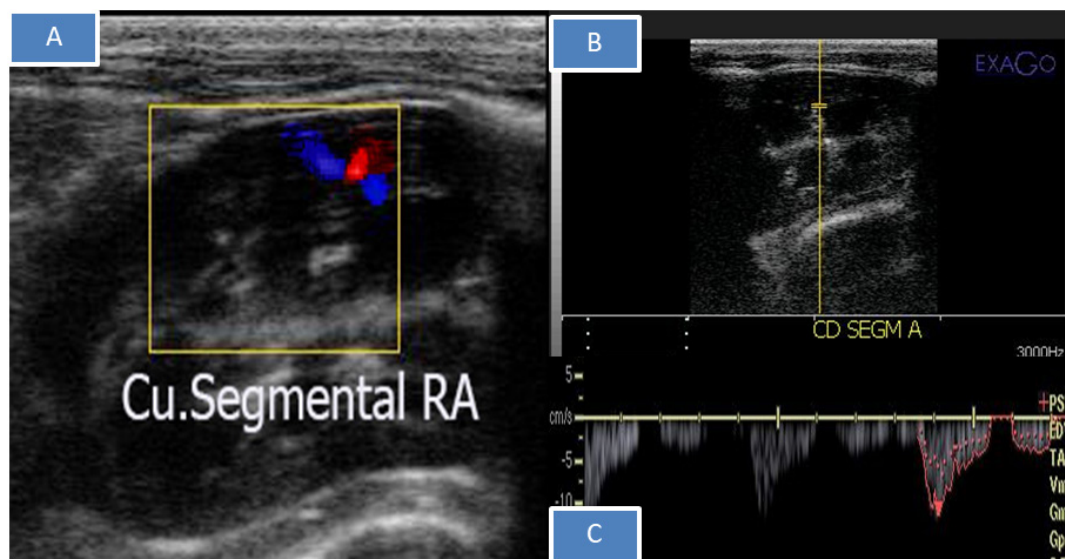 A
B
EXAGO
Cu.Segmental RA
CD SEGM A
3000Hz
5
cm/s
-5
-10
+PS
ED
TA
Vm
Gm
Gp
C